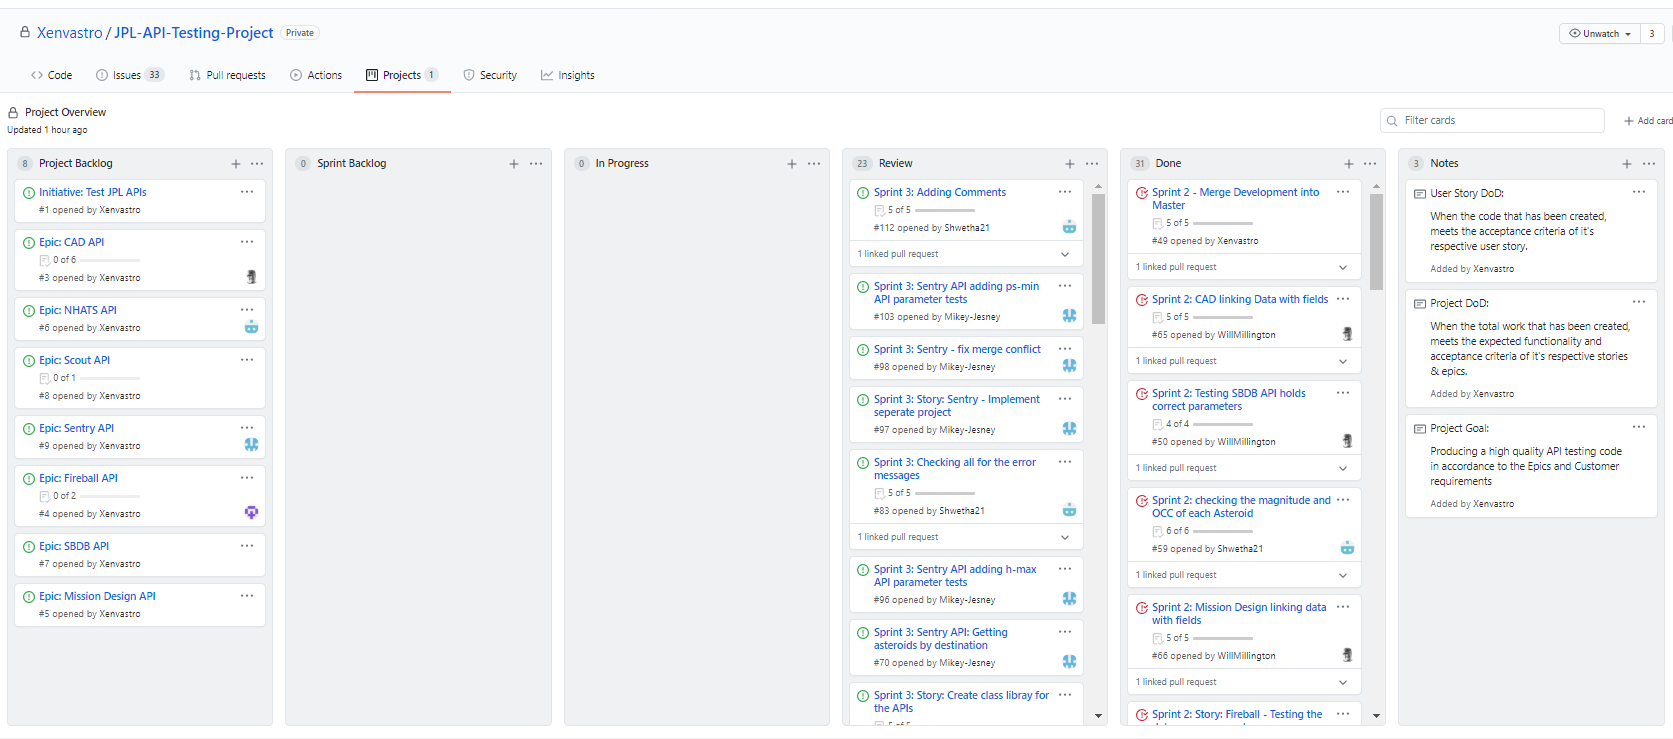 Xenvastro / JPL-API-Testing-Project Private
Unwatch 3
Code Issues 33 Pull requests Actions Projects 1 Security Insights
Project Overview
Updated 1 hour ago
Filter cards
Add card
8 Project Backlog
Initiative: Test JPL APIs
#1 opened by Xenvastro
Epic: CAD API
0 of 6
#3 opened by Xenvastro
Epic: NHATS API
#6 opened by Xenvastro
Epic: Scout API
0 of 1
#8 opened by Xenvastro
Epic: Sentry API
#9 opened by Xenvastro
Epic: Fireball API
0 of 2
#4 opened by Xenvastro
Epic: SBDB API
#7 opened by Xenvastro
Epic: Mission Design API
#5 opened by Xenvastro
0 Sprint Backlog
0 In Progress
23 Review
Sprint 3: Adding Comments
5 of 5
#112 opened by Shwetha21
1 linked pull request
Sprint 3: Sentry API adding ps-min
API parameter tests
#103 opened by Mikey-Jesney
Sprint 3: Sentry - fix merge conflict
#98 opened by Mikey-Jesney
Sprint 3: Story: Sentry - Implement
seperate project
#97 opened by Mikey-Jesney
Sprint 3: Checking all for the error
messages
5 of 5
#83 opened by Shwetha21
1 linked pull request
Sprint 3: Sentry API adding h-max
API parameter tests
#96 opened by Mikey-Jesney
Sprint 3: Sentry API: Getting
asteroids by destination
#70 opened by Mikey-Jesney
Sprint 3: Story: Create class libray for
the APIs
5 of 5
31 Done
Sprint 2 - Merge Development into
Master
5 of 5
#49 opened by Xenvastro
1 linked pull request
Sprint 2: CAD linking Data with fields
5 of 5
#65 opened by WillMillington
1 linked pull request
Sprint 2: Testing SBDB API holds
correct parameters
4 of 4
#50 opened by WillMillington
1 linked pull request
Sprint 2: checking the magnitude and
OCC of each Asteroid
6 of 6
#59 opened by Shwetha21
1 linked pull request
Sprint 2: Mission Design linking data
with fields
5 of 5
#66 opened by WillMillington
1 linked pull request
Sprint 2: Story: Fireball - Testing the
3 Notes
User Story DoD:
When the code that has been created,
meets the acceptance criteria of it's
respective user story.
Added by Xenvastro
Project DoD:
When the total work that has been created,
meets the expected functionality and
acceptance criteria of it's respective stories
& epics.
Added by Xenvastro
Project Goal:
Producing a high quality API testing code
in accordance to the Epics and Customer
requirements
Added by Xenvastro